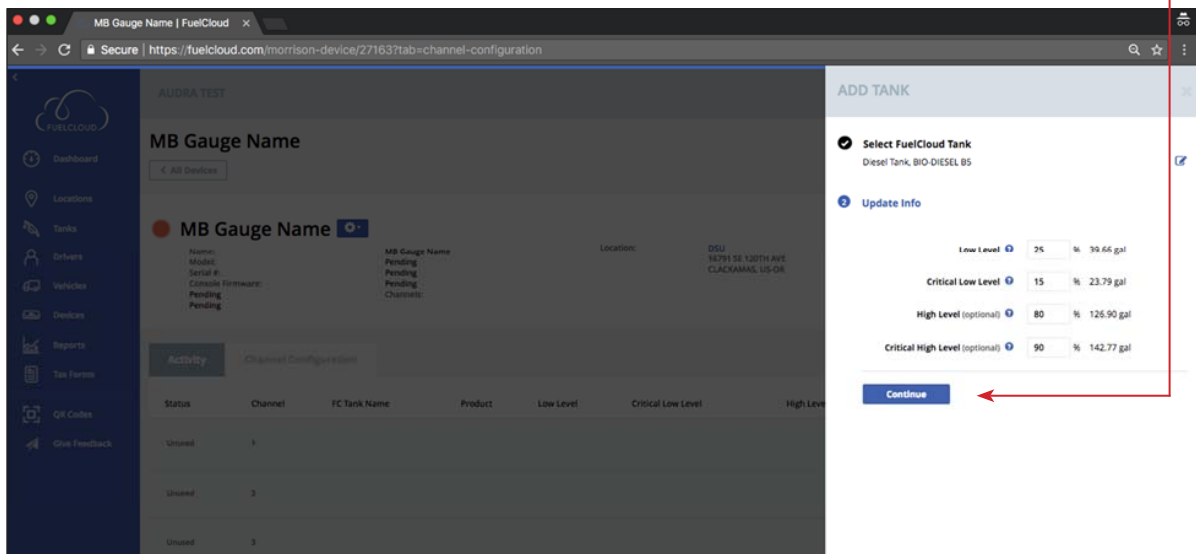 MB Gauge Name | FuelCloud
Secure | https://fuelcloud.com/morrison-device/27163?tab=channel-configuration
FUELCLOUD
Dashboard
Locations
Tanks
Drivers
Vehicles
Devices
Reports
Tax Forms
QR Codes
Give Feedback
AUDRA TEST
MB Gauge Name
< All Devices
MB Gauge Name
Name:
Model:
Serial #:
Console Firmware:
Pending
Pending
MB Gauge Name
Pending
Pending
Pending
Channels:
Location:
DSU
16791 SE 120TH AVE
CLACKAMAS, US-OR
Activity
Channel Configuration
Status Channel FC Tank Name Product Low Level Critical Low Level High Leve
Unused
Unused 3
Unused 3
ADD TANK
Select FuelCloud Tank
Diesel Tank, BIO-DIESEL B5
2 Update Info
Low Level 25 % 39.66 gal
Critical Low Level 15 % 23.79 gal
High Level (optional) 80 % 126.90 gal
Critical High Level (optional) 90 % 142.77 gal
Continue